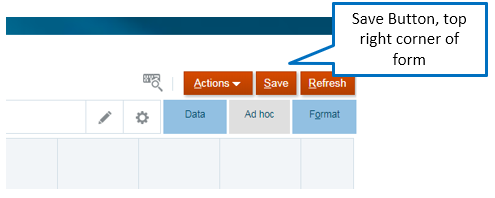 Save Button, top
right corner of
form
Actions Save Refresh
Data Ad hoc Format